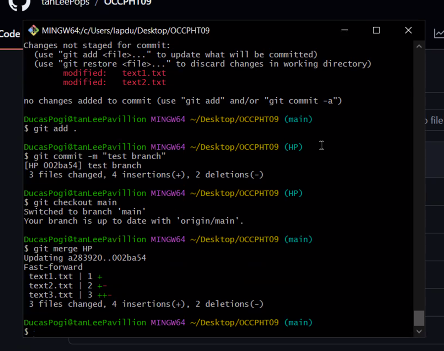 tanLeePops / OCCPHT09
Code
MINGW64:/c/Users/lapdu/Desktop/OCCPHT09
Changes not staged for commit:
(use "git add <file>..." to update what will be committed)
(use "git restore <file>..." to discard changes in working directory)
modified: text1.txt
modified: text2.txt
no changes added to commit (use "git add" and/or "git commit -a")
DucasPogi@tanLeePavillion MINGW64 ~/Desktop/OCCPHT09 (main)
$ git add .
DucasPogi@tanLeePavillion MINGW64 ~/Desktop/OCCPHT09 (HP)
$ git commit -m "test branch"
[HP 002ba54] test branch
3 files changed, 4 insertions(+), 2 deletions(-)
DucasPogi@tanLeePavillion MINGW64 ~/Desktop/OCCPHT09 (HP)
$ git checkout main
Switched to branch 'main'
Your branch is up to date with 'origin/main'.
DucasPogi@tanLeePavillion MINGW64 ~/Desktop/OCCPHT09 (main)
$ git merge HP
Updating a283920..002ba54
Fast-forward
text1.txt | 1 +
text2.txt | 2 +-
text3.txt | 3 ++-
3 files changed, 4 insertions(+), 2 deletions(-)
DucasPogi@tanLeePavillion MINGW64 ~/Desktop/OCCPHT09 (main)
$
file